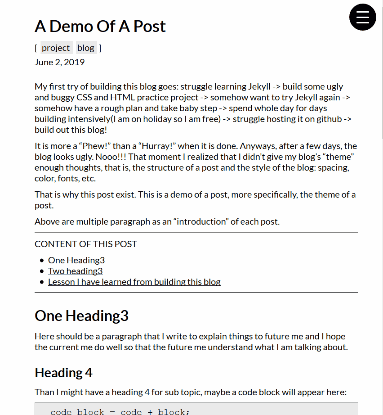 A Demo Of A Post
[ project blog ]
June 2, 2019
My first try of building this blog goes: struggle learning Jekyll -> build some ugly
and buggy CSS and HTML practice project -> somehow want to try Jekyll again ->
somehow have a rough plan and take baby step -> spend whole day for days
building intensively(I am on holiday so I am free) -> struggle hosting it on github ->
build out this blog!
It is more a "Phew!" than a "Hurray!" when it is done. Anyways, after a few days, the
blog looks ugly. Nooo!!! That moment I realized that I didn't give my blog's "theme"
enough thoughts, that is, the structure of a post and the style of the blog: spacing,
color, fonts, etc.
That is why this post exist. This is a demo of a post, more specifically, the theme of a
post.
Above are multiple paragraph as an "introduction" of each post.
CONTENT OF THIS POST
One Heading3
Two heading3
Lesson I have learned from building this blog
One Heading3
Here should be a paragraph that I write to explain things to future me and I hope
the current me do well so that the future me understand what I am talking about.
Heading 4
Than I might have a heading 4 for sub topic, maybe a code block will appear here:
code block = code + block;